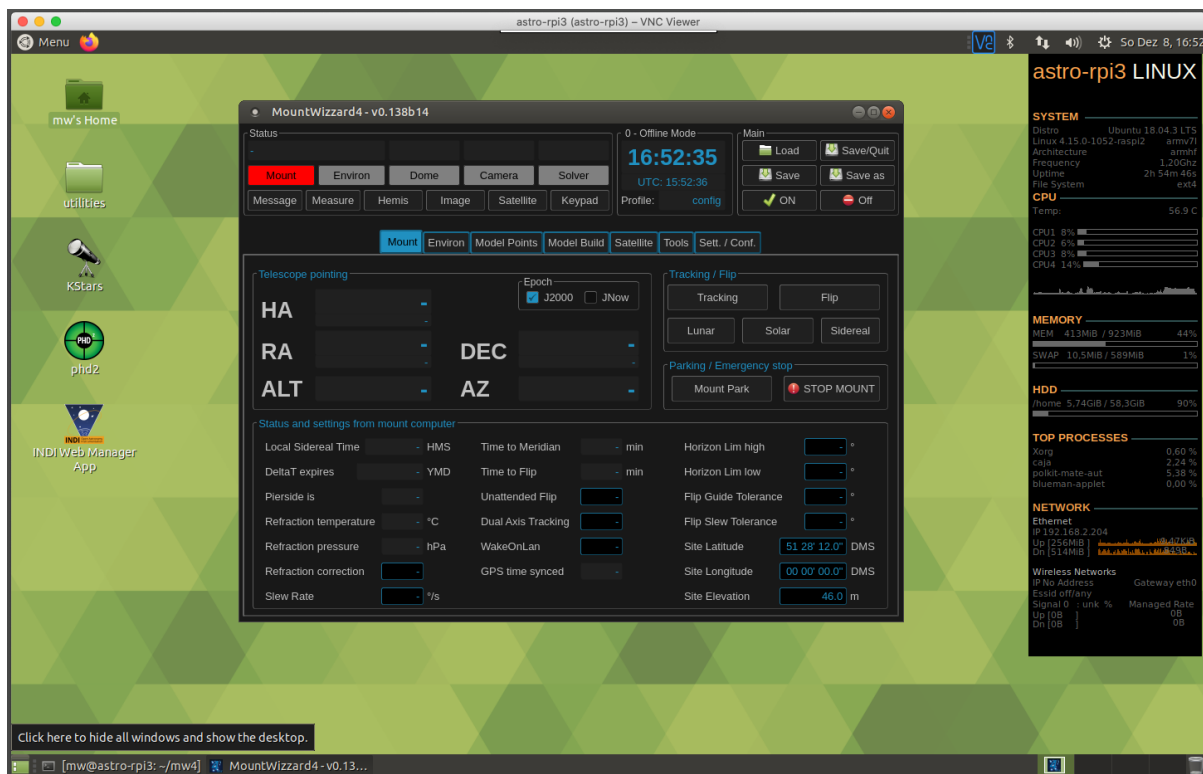 astro-rpi3 (astro-rpi3) – VNC Viewer
Menu
So Dez 8, 16:52
mw's Home
utilities
KStars
PHD
phd2
INDI
INDI Web Manager
App
MountWizzard4 - v0.138b14
Status
-
Mount Environ Dome Camera Solver
Message Measure Hemis Image Satellite Keypad
0 - Offline Mode
16:52:35
UTC: 15:52:36
Profile: config
Main
Load Save/Quit
Save Save as
ON Off
Mount Environ Model Points Model Build Satellite Tools Sett. / Conf.
Telescope pointing
Epoch
J2000 JNow
HA - -
RA - - DEC - -
ALT - AZ -
Tracking / Flip
Tracking Flip
Lunar Solar Sidereal
Parking / Emergency stop
Mount Park STOP MOUNT
Status and settings from mount computer
Local Sidereal Time - HMS Time to Meridian - min Horizon Lim high - °
DeltaT expires - YMD Time to Flip - min Horizon Lim low - °
Pierside is - Unattended Flip - Flip Guide Tolerance - °
Refraction temperature - °C Dual Axis Tracking - Flip Slew Tolerance - °
Refraction pressure - hPa WakeOnLan - Site Latitude 51 28' 12.0" DMS
Refraction correction - GPS time synced - Site Longitude 00 00' 00.0" DMS
Slew Rate - °/s Site Elevation 46.0 m
astro-rpi3 LINUX
SYSTEM
Distro Ubuntu 18.04.3 LTS
Linux 4.15.0-1052-raspi2 armv7l
Architecture armhf
Frequency 1,20Ghz
Uptime 2h 54m 46s
File System ext4
CPU
Temp: 56.9 C
CPU1 8%
CPU2 6%
CPU3 8%
CPU4 14%
MEMORY
MEM 413MiB / 923MiB 44%
SWAP 10,5MiB / 589MiB 1%
HDD
/home 5,74GiB / 58,3GiB 90%
TOP PROCESSES
Xorg 0,60 %
caja 2,24 %
polkit-mate-aut 5,38 %
blueman-applet 0,00 %
NETWORK
Ethernet
IP 192.168.2.204
Up [256MiB ]
Dn [514MiB ]
Wireless Networks
IP No Address Gateway eth0
Essid off/any
Signal 0 : unk % Managed Rate
Up [0B ] 0B
Dn [0B ] 0B
Click here to hide all windows and show the desktop.
[mw@astro-rpi3: ~/mw4] MountWizzard4 - v0.13...